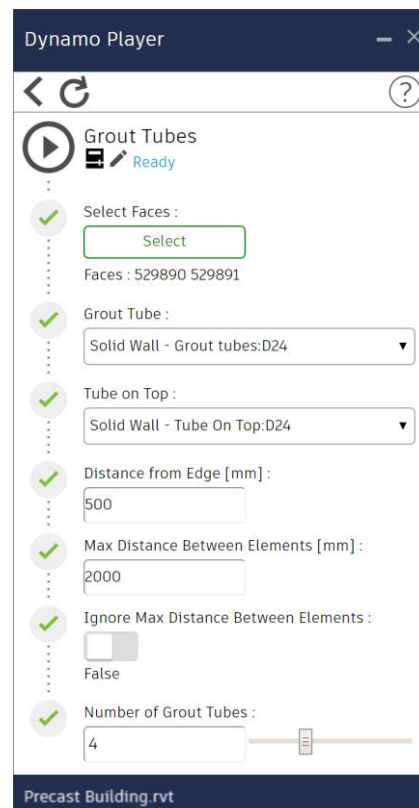 Dynamo Player
Grout Tubes
Ready
Select Faces :
Select
Faces : 529890 529891
Grout Tube :
Solid Wall - Grout tubes:D24
Tube on Top :
Solid Wall - Tube On Top:D24
Distance from Edge [mm] :
500
Max Distance Between Elements [mm] :
2000
Ignore Max Distance Between Elements :
False
Number of Grout Tubes :
4
Precast Building.rvt